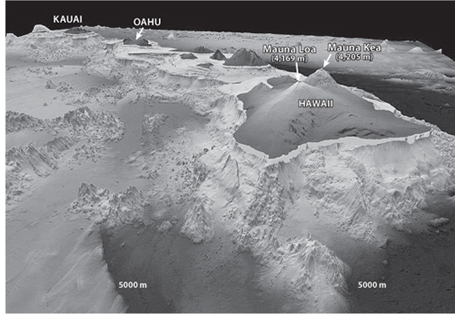 KAUAI
OAHU
Mauna Loa
(4,169 m)
Mauna Kea
(4,205 m)
HAWAII
5000 m
5000 m